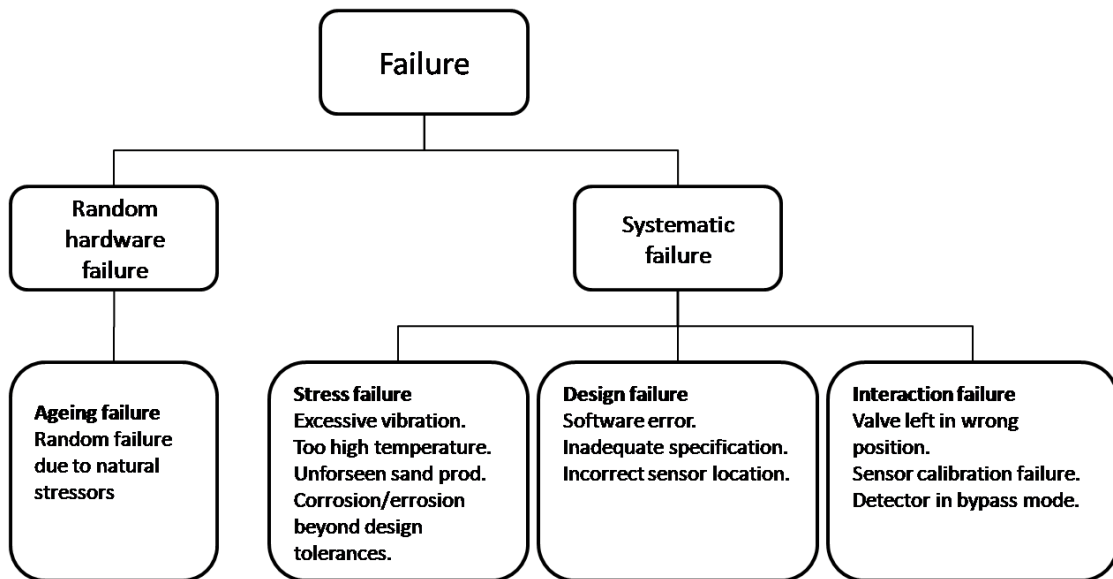 Failure
Random
hardware
failure
Systematic
failure
Ageing failure
Random failure
due to natural
stressors
Stress failure
Excessive vibration.
Too high temperature.
Unforseen sand prod.
Corrosion/errosion
beyond design
tolerances.
Design failure
Software error.
Inadequate specification.
Incorrect sensor location.
Interaction failure
Valve left in wrong
position.
Sensor calibration failure.
Detector in bypass mode.